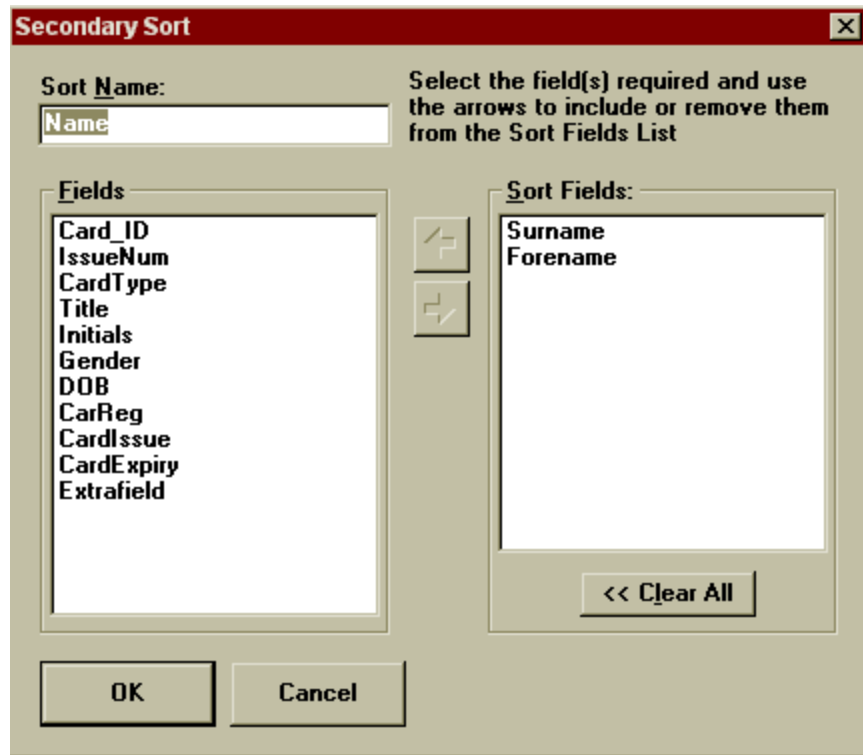 Secondary Sort
Sort Name:
Name
Select the field(s) required and use
the arrows to include or remove them
from the Sort Fields List
Fields
Card_ID
IssueNum
CardType
Title
Initials
Gender
DOB
CarReg
CardIssue
CardExpiry
Extrafield
Sort Fields:
Surname
Forename
<< Clear All
OK
Cancel